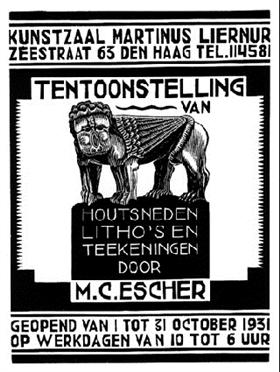 KUNSTZAAL MARTINUS LIERNUR
ZEESTRAAT 63 DEN HAAG TEL. 114581
TENTOONSTELLING
VAN
HOUTSNEDEN
LITHO'S EN
TEEKENINGEN
DOOR
M.C. ESCHER
GEOPEND VAN 1 TOT 31 OCTOBER 1931
OP WERKDAGEN VAN 10 TOT 6 UUR